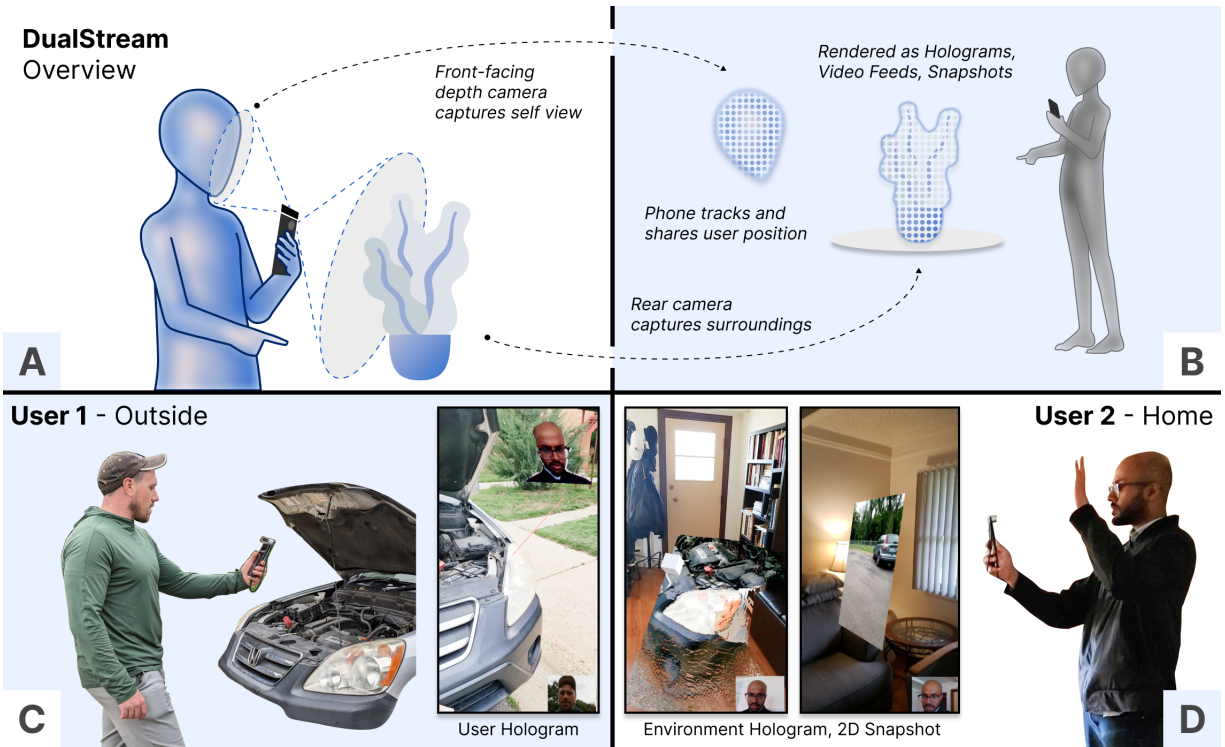 DualStream
Overview
Front-facing
depth camera
captures self view
Rendered as Holograms,
Video Feeds, Snapshots
Phone tracks and
shares user position
Rear camera
captures surroundings
A
B
User 1 - Outside
User 2 - Home
User Hologram
Environment Hologram, 2D Snapshot
C
D